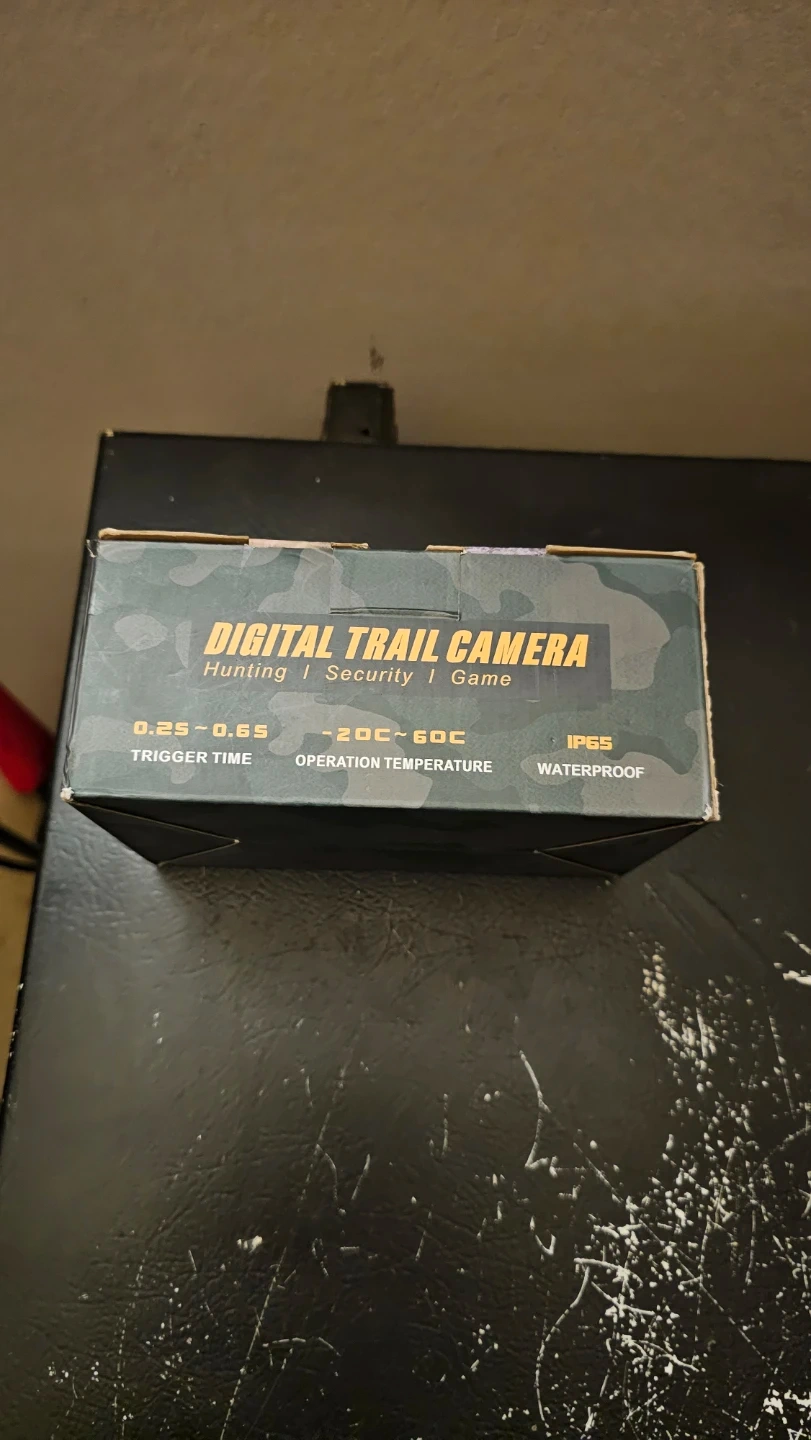 DIGITAL TRAIL CAMERA
Hunting | Security | Game
0.2S~0.6S -20C~60C IP65
TRIGGER TIME OPERATION TEMPERATURE WATERPROOF